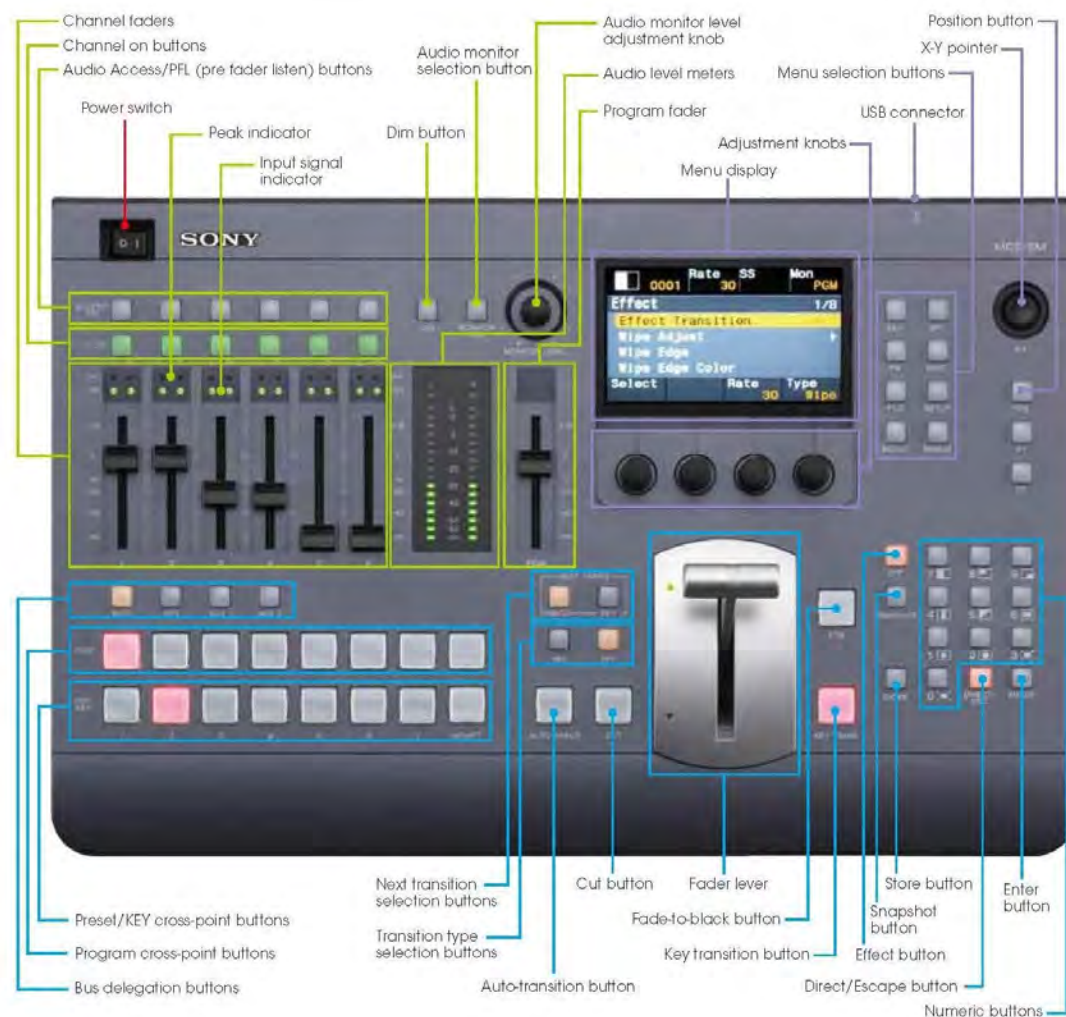 Channel faders
Channel on buttons
Audio Access/PFL (pre fader listen) buttons
Power switch
Peak indicator
Input signal
indicator
Dim button
Audio monitor
selection button
Audio monitor level
adjustment knob
Audio level meters
Program fader
Adjustment knobs
Menu display
Position button
X-Y pointer
Menu selection buttons
USB connector
SONY
0001
Rate
30
SS
Mon
PGM
Effect 1/8
Effect Transition
Wipe Adjust
Wipe Edge
Wipe Edge Color
Select
Rate
30
Type
Wipe
Next transition
selection buttons
Transition type
selection buttons
Cut button
Fader lever
Fade-to-black button
Key transition button
Auto-transition button
Store button
Snapshot
button
Effect button
Enter
button
Direct/Escape button
Numeric buttons
Preset/KEY cross-point buttons
Program cross-point buttons
Bus delegation buttons